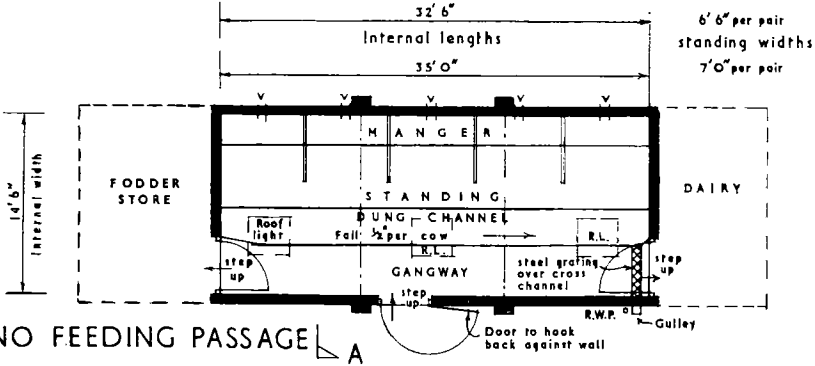 32'6"
Internal lengths
35'0"
6'6" per pair
standing widths
7'0" per pair
V V V V V
MANGER
FODDER
STORE
14'6"
Internal width
STANDING
DAIRY
DUNG CHANNEL
Roof
light
Fall ½" per cow
R.L.
R.L.
step
up
GANGWAY
steel grating
over cross
channel
step
up
step
up
R.W.P.
Gulley
Door to hook
back against wall
NO FEEDING PASSAGE
A